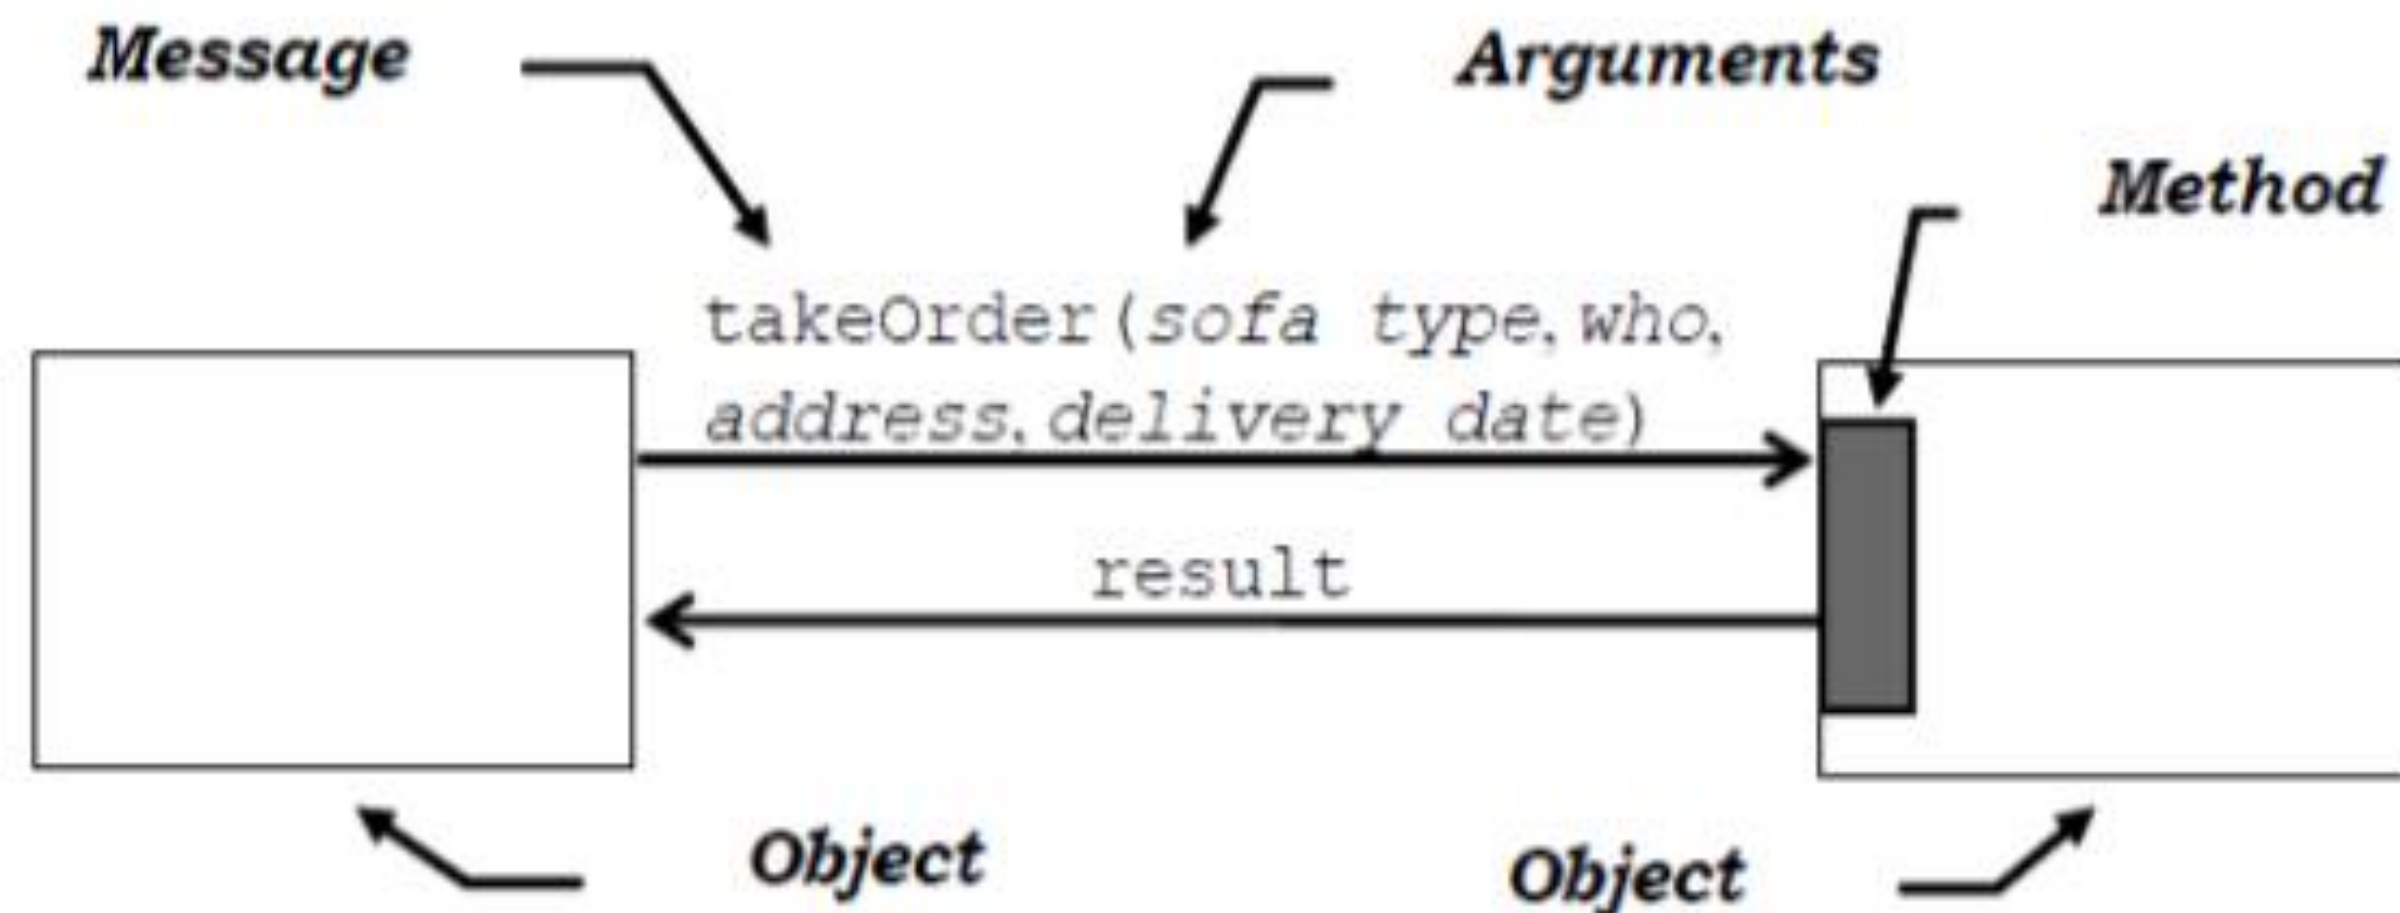 Message
Arguments
Method
takeOrder(sofa type, who,
address, delivery date)
result
Object
Object